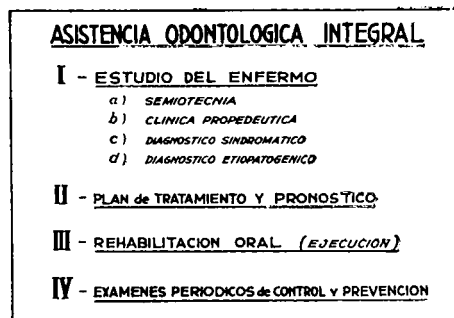 ASISTENCIA ODONTOLOGICA INTEGRAL
I - ESTUDIO DEL ENFERMO
a) SEMIOTECNIA
b) CLINICA PROPEDEUTICA
c) DIAGNOSTICO SINDROMATICO
d) DIAGNOSTICO ETIOPATOGENICO
II - PLAN de TRATAMIENTO Y PRONOSTICO.
III - REHABILITACION ORAL (EJECUCION)
IV - EXAMENES PERIODICOS de CONTROL y PREVENCION